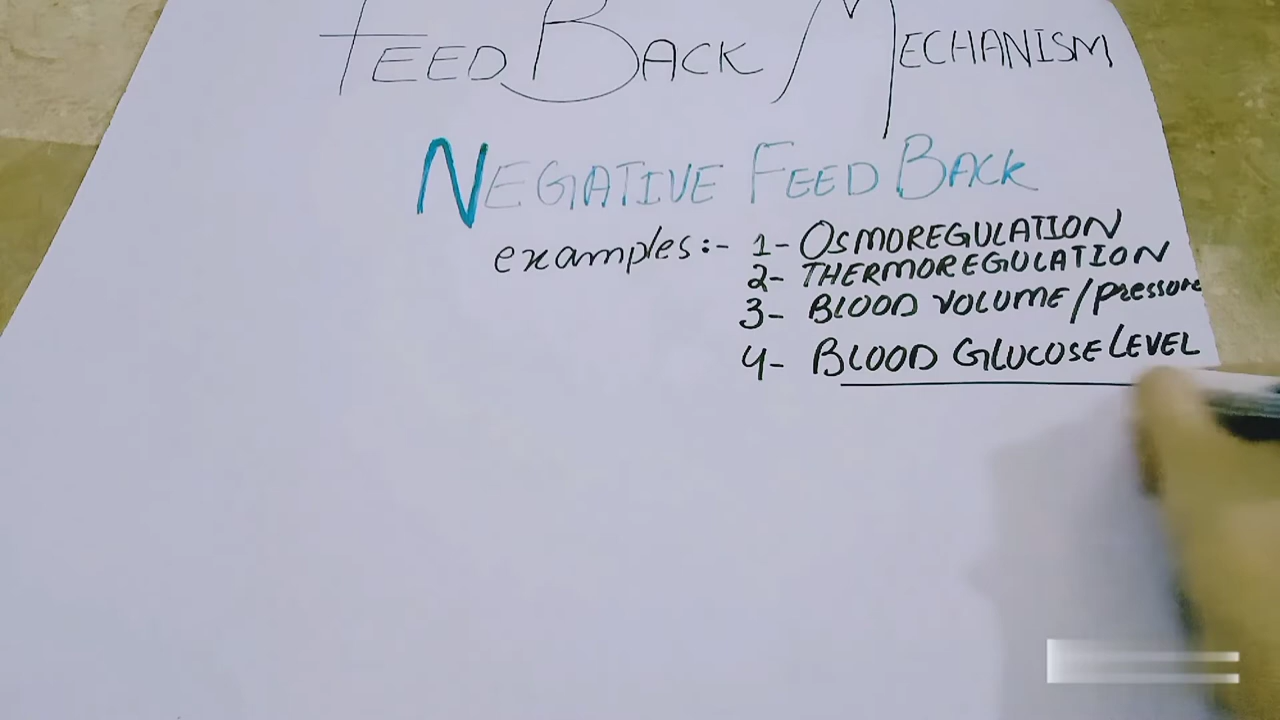 FEED BACK MECHANISM
NEGATIVE FEED BACK
examples:- 1- OSMOREGULATION
2- THERMOREGULATION
3- BLOOD VOLUME/PRESSURE
4- BLOOD GLUCOSE LEVEL